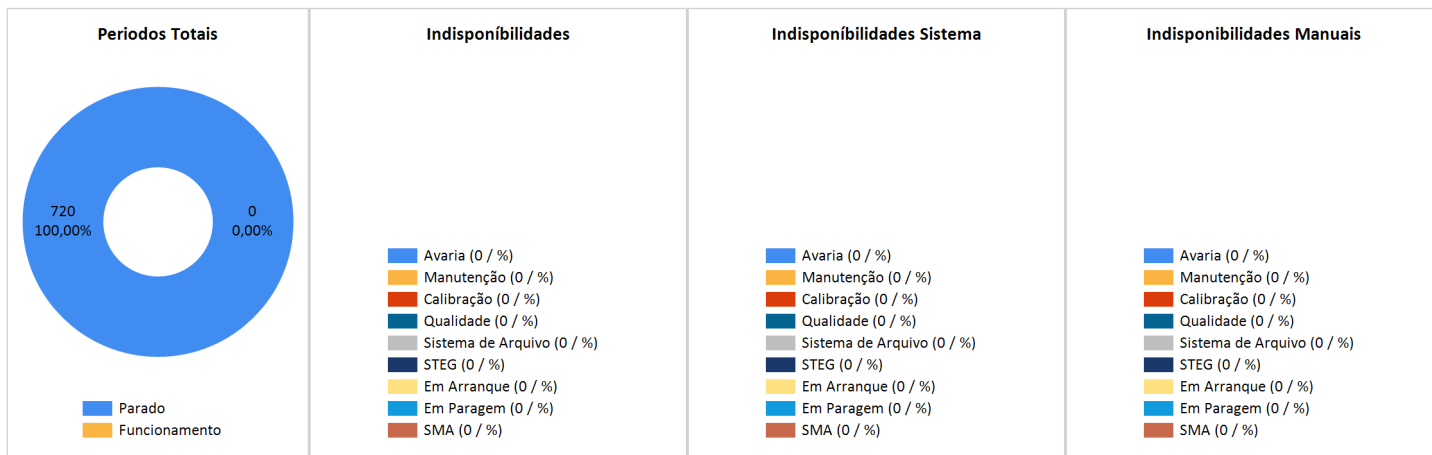 Periodos Totais
720
100,00%
0
0,00%
Parado
Funcionamento
Indisponíbilidades
Avaria (0 / %)
Manutenção (0 / %)
Calibração (0 / %)
Qualidade (0 / %)
Sistema de Arquivo (0 / %)
STEG (0 / %)
Em Arranque (0 / %)
Em Paragem (0 / %)
SMA (0 / %)
Indisponíbilidades Sistema
Avaria (0 / %)
Manutenção (0 / %)
Calibração (0 / %)
Qualidade (0 / %)
Sistema de Arquivo (0 / %)
STEG (0 / %)
Em Arranque (0 / %)
Em Paragem (0 / %)
SMA (0 / %)
Indisponibilidades Manuais
Avaria (0 / %)
Manutenção (0 / %)
Calibração (0 / %)
Qualidade (0 / %)
Sistema de Arquivo (0 / %)
STEG (0 / %)
Em Arranque (0 / %)
Em Paragem (0 / %)
SMA (0 / %)